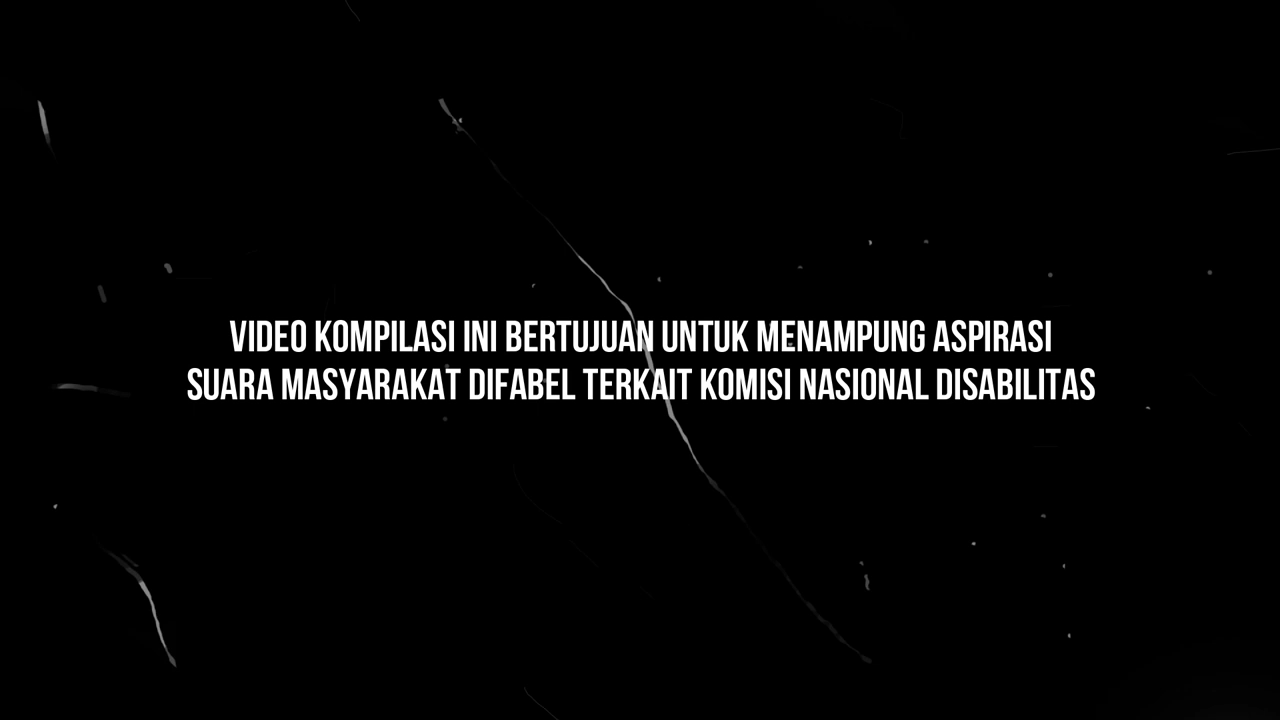 VIDEO KOMPILASI INI BERTUJUAN UNTUK MENAMPUNG ASPIRASI
SUARA MASYARAKAT DIFABEL TERKAIT KOMISI NASIONAL DISABILITAS